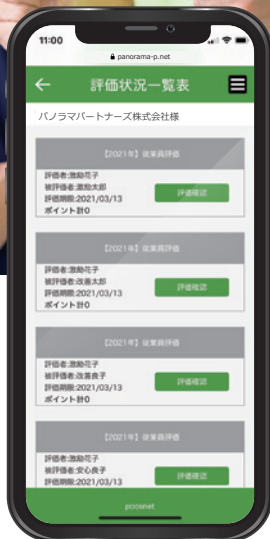 11:00
panorama-p.net
評価状況一覧表
パノラマパートナーズ株式会社様
【2021年】従業員評価
評価者:激励花子
被評価者:激励太郎
評価期限:2021/03/13
ポイント計0
評価確認
【2021年】従業員評価
評価者:激励花子
被評価者:改善太郎
評価期限:2021/03/13
ポイント計0
評価確認
【2021年】従業員評価
評価者:激励花子
被評価者:改善良子
評価期限:2021/03/13
ポイント計0
評価確認
【2021年】従業員評価
評価者:激励花子
被評価者:安心良子
評価期限:2021/03/13
評価確認
poosnet